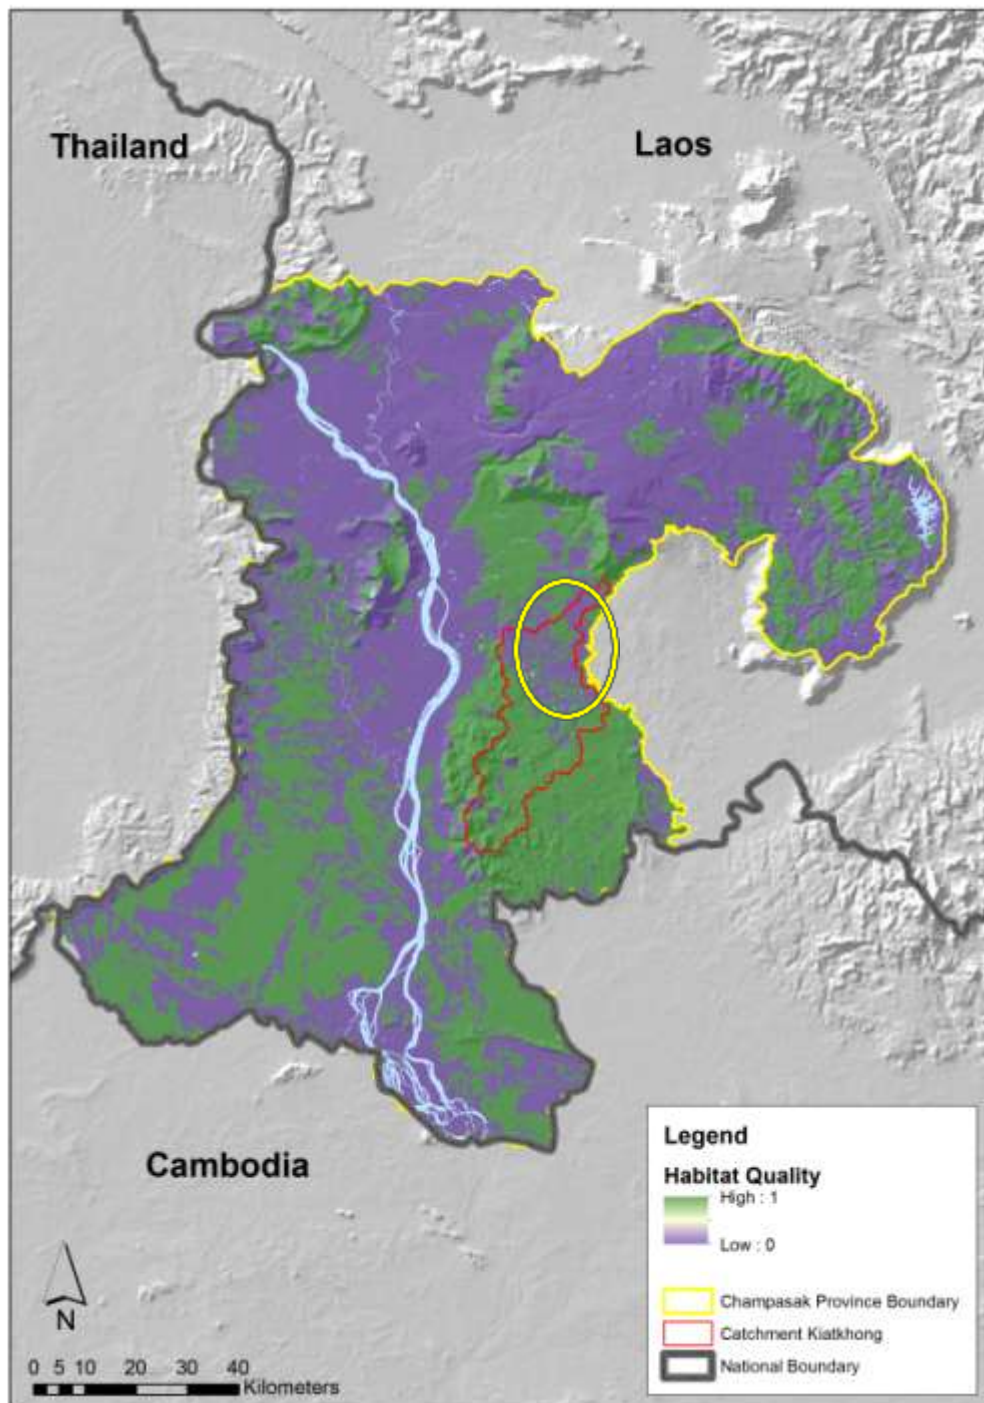 Thailand
Laos
Cambodia
N
0 5 10 20 30 40
Kilometers
Legend
Habitat Quality
High : 1
Low : 0
Champasak Province Boundary
Catchment Kiatkhong
National Boundary